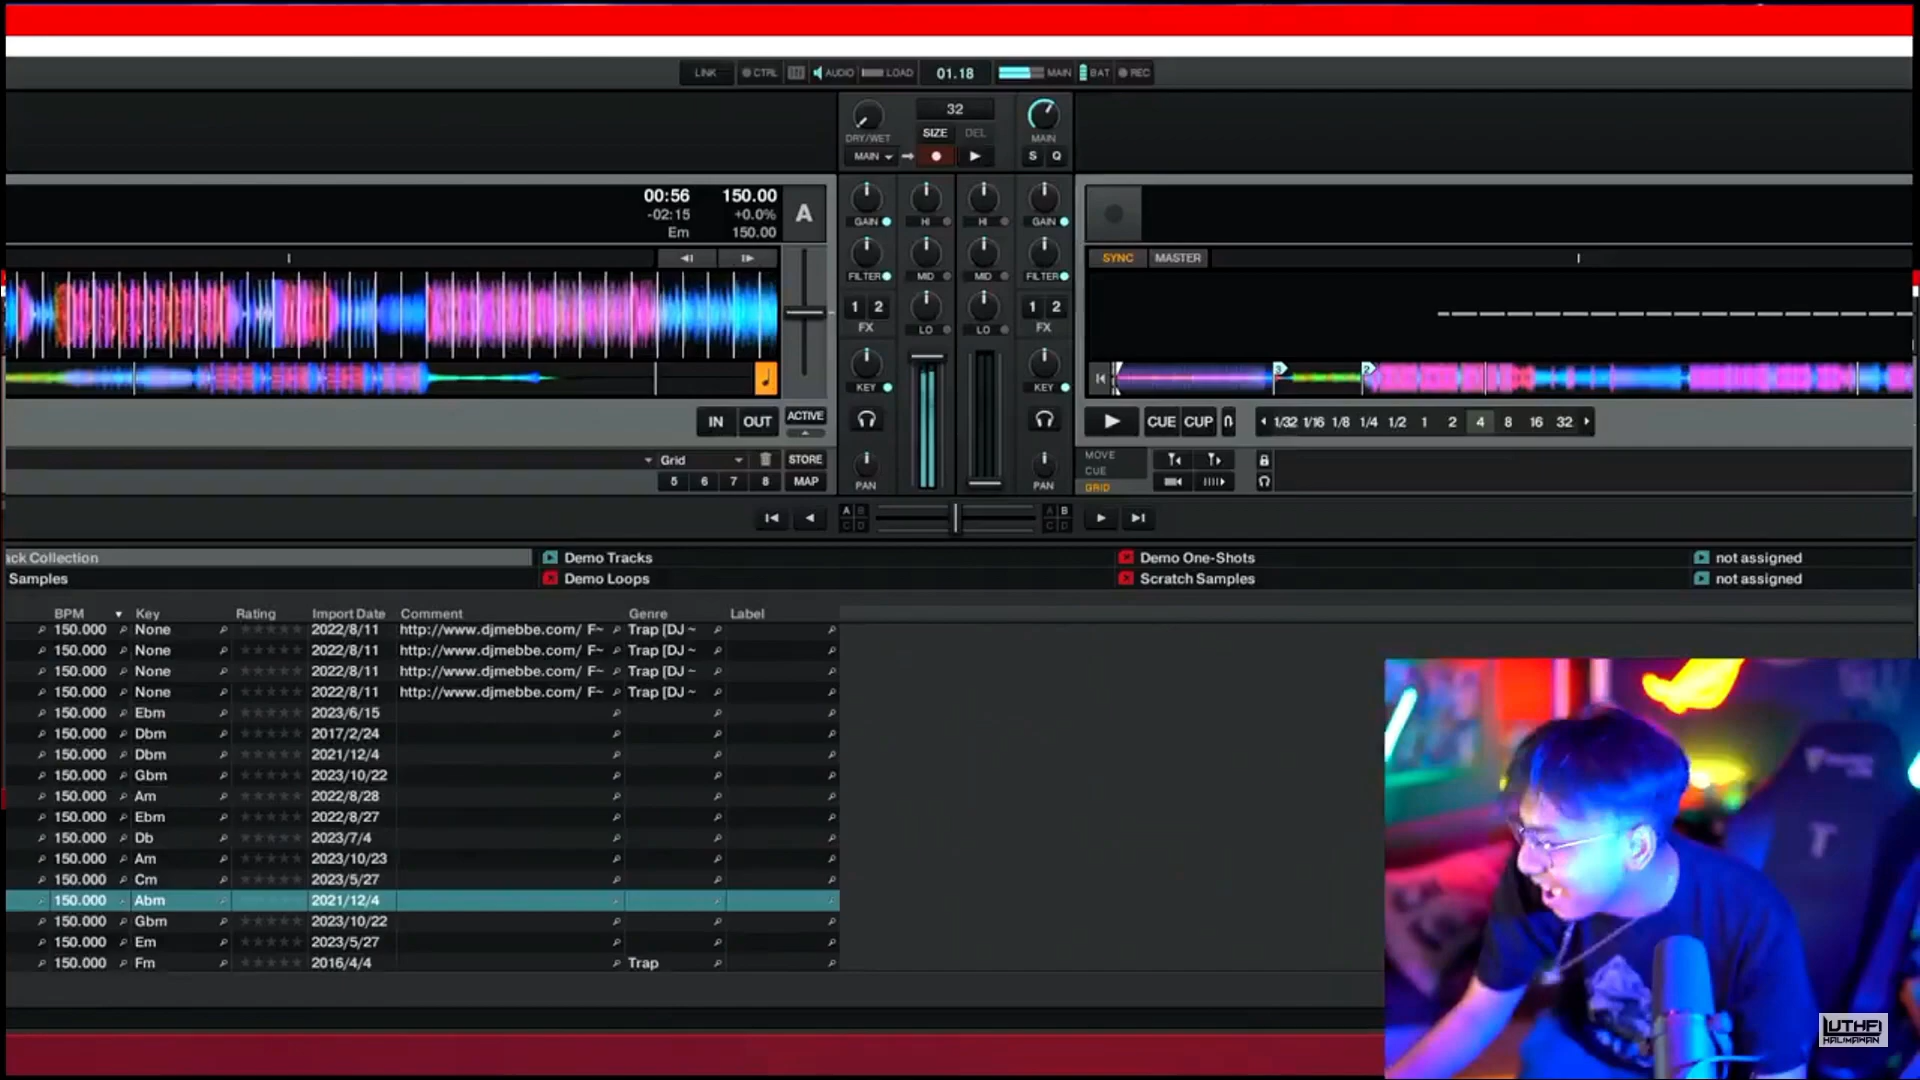 LINK CTRL AUDIO LOAD 01.18 MAIN BAT REC
32
DRY/WET SIZE DEL MAIN
MAIN S Q
00:56 150.00
-02:15 +0.0%
Em 150.00
A
GAIN HI HI GAIN
FILTER MID MID FILTER
1 2 1 2
FX LO LO FX
KEY KEY
PAN PAN
SYNC MASTER
3 2
IN OUT ACTIVE
CUE CUP 1/32 1/16 1/8 1/4 1/2 1 2 4 8 16 32
Grid STORE
5 6 7 8 MAP
MOVE
CUE
GRID
A B A B
C D C D
ack Collection Demo Tracks Demo One-Shots not assigned
Samples Demo Loops Scratch Samples not assigned
BPM Key Rating Import Date Comment Genre Label
150.000 None 2022/8/11 http://www.djmebbe.com/ F~ Trap [DJ ~
150.000 None 2022/8/11 http://www.djmebbe.com/ F~ Trap [DJ ~
150.000 None 2022/8/11 http://www.djmebbe.com/ F~ Trap [DJ ~
150.000 None 2022/8/11 http://www.djmebbe.com/ F~ Trap [DJ ~
150.000 Ebm 2023/6/15
150.000 Dbm 2017/2/24
150.000 Dbm 2021/12/4
150.000 Gbm 2023/10/22
150.000 Am 2022/8/28
150.000 Ebm 2022/8/27
150.000 Db 2023/7/4
150.000 Am 2023/10/23
150.000 Cm 2023/5/27
150.000 Abm 2021/12/4
150.000 Gbm 2023/10/22
150.000 Em 2023/5/27
150.000 Fm 2016/4/4 Trap
LUTHFI
HALIMAWAN